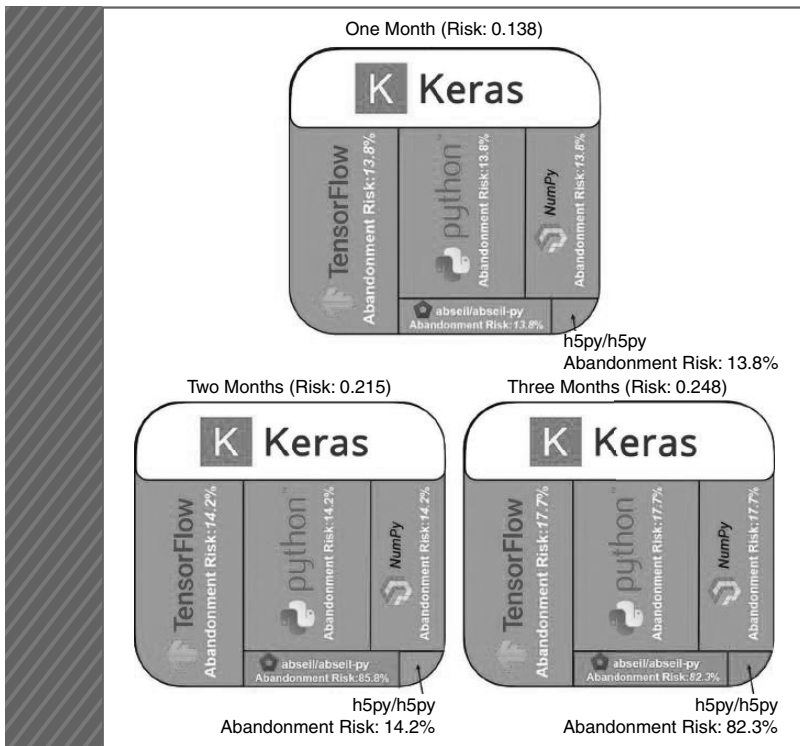 One Month (Risk: 0.138)
K Keras
TensorFlow
Abandonment Risk:13.8%
python™
Abandonment Risk:13.8%
NumPy
Abandonment Risk:13.8%
abseil/abseil-py
Abandonment Risk:13.8%
h5py/h5py
Abandonment Risk: 13.8%
Two Months (Risk: 0.215)
K Keras
TensorFlow
Abandonment Risk:14.2%
python™
Abandonment Risk:14.2%
NumPy
Abandonment Risk:14.2%
abseil/abseil-py
Abandonment Risk:85.8%
h5py/h5py
Abandonment Risk: 14.2%
Three Months (Risk: 0.248)
K Keras
TensorFlow
Abandonment Risk:17.7%
python™
Abandonment Risk:17.7%
NumPy
Abandonment Risk:17.7%
abseil/abseil-py
Abandonment Risk:82.3%
h5py/h5py
Abandonment Risk: 82.3%